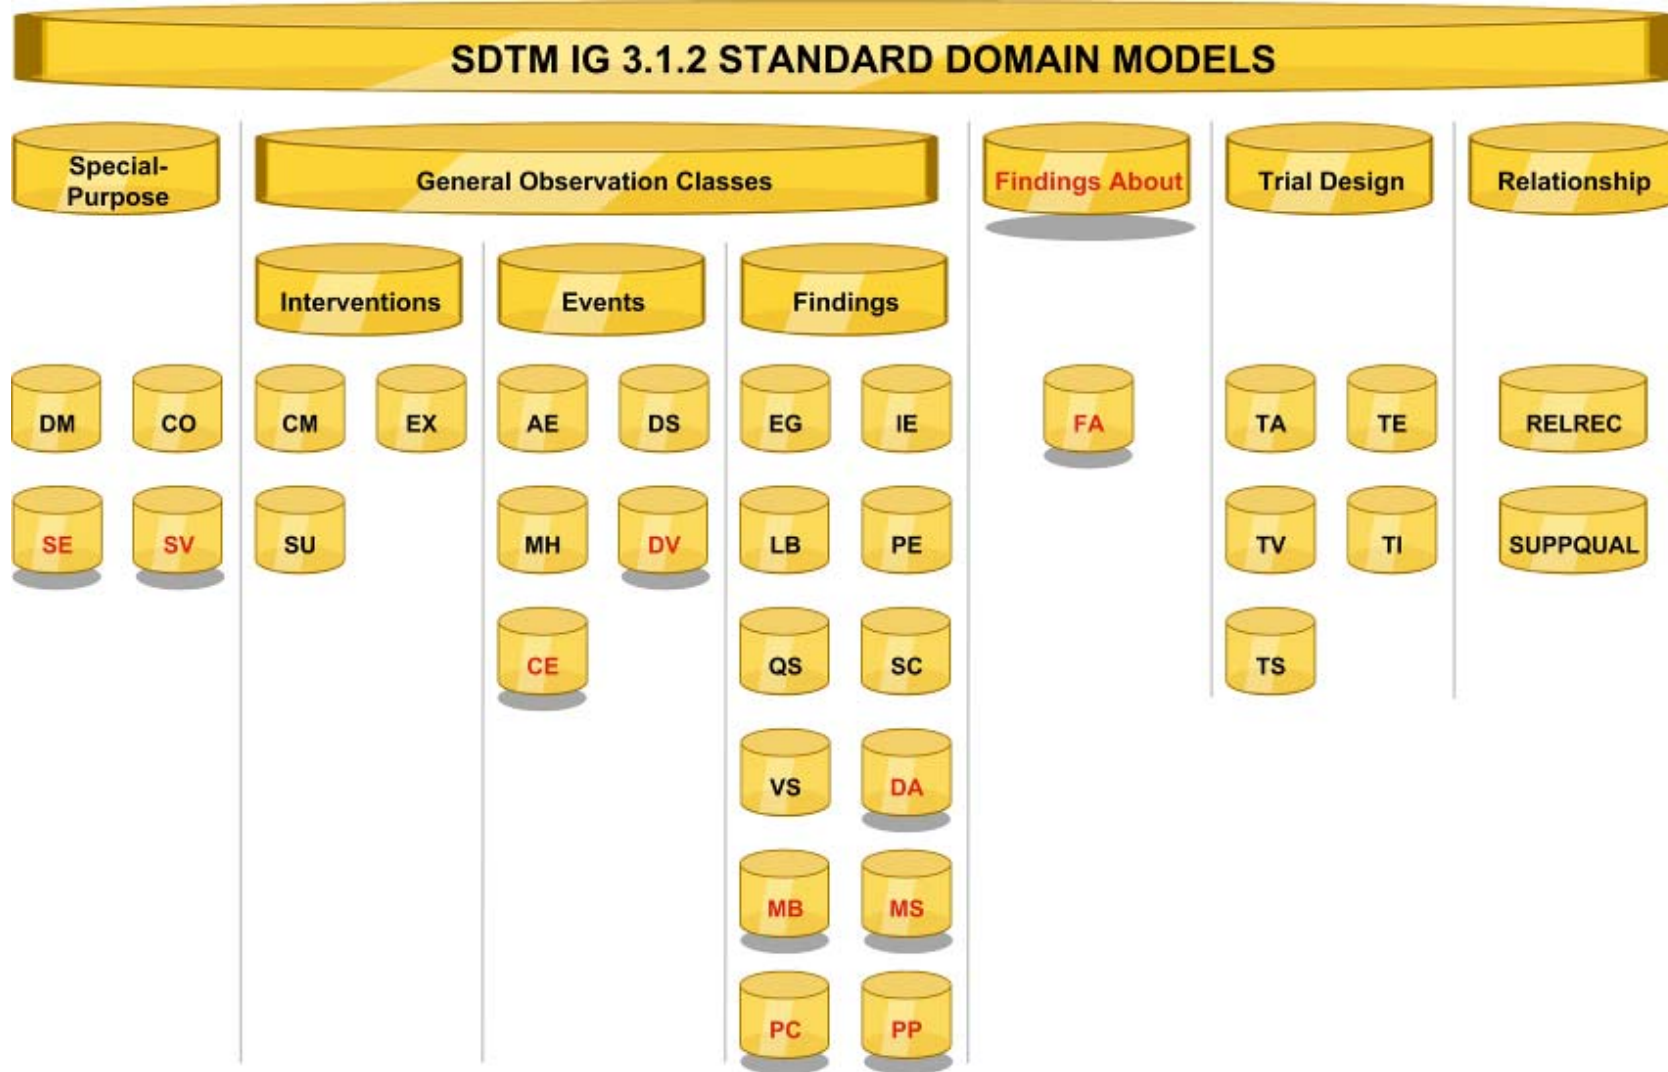 SDTM IG 3.1.2 STANDARD DOMAIN MODELS
Special-
Purpose
General Observation Classes
Findings About
Trial Design
Relationship
Interventions
Events
Findings
DM CO CM EX AE DS EG IE FA TA TE RELREC
SE SV SU MH DV LB PE TV TI SUPPQUAL
CE QS SC TS
VS DA
MB MS
PC PP